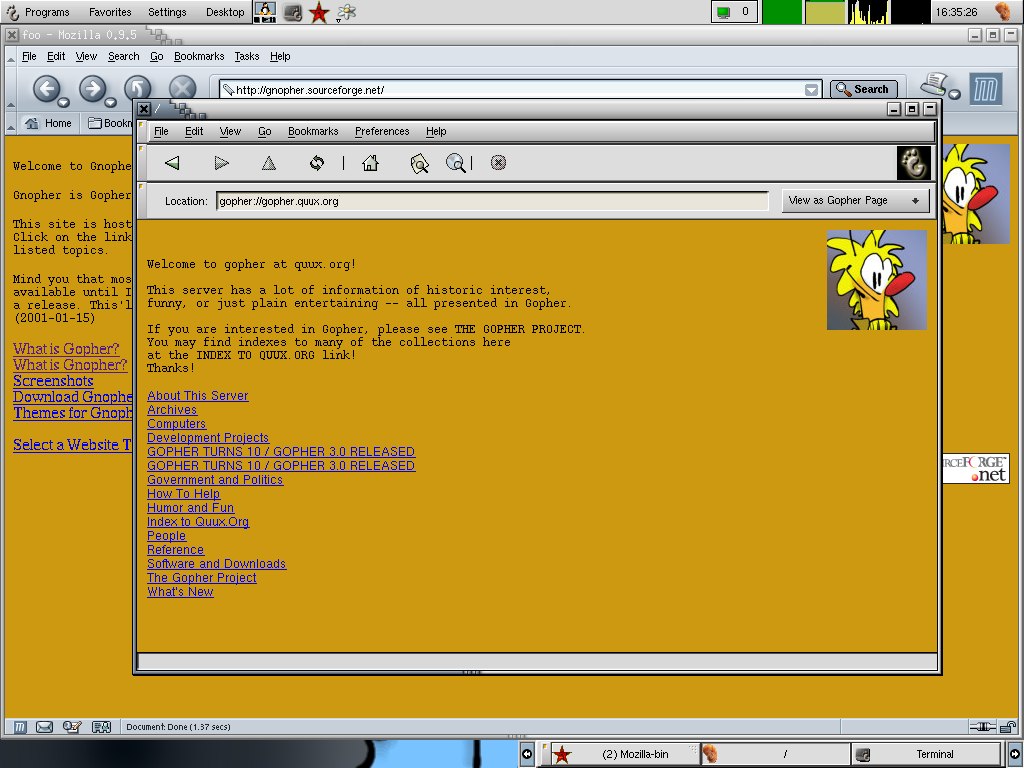 Programs Favorites Settings Desktop 0 16:35:26
foo - Mozilla 0.9.5
File Edit View Search Go Bookmarks Tasks Help
http://gnopher.sourceforge.net/ Search
Home Bookn
/
File Edit View Go Bookmarks Preferences Help
Location: gopher://gopher.quux.org View as Gopher Page
Welcome to Gnophe
Gnopher is Gopher
This site is host
Click on the link
listed topics.
Mind you that mos
available until I
a release. This'l
(2001-01-15)
What is Gopher?
What is Gnopher?
Screenshots
Download Gnophe
Themes for Gnoph
Select a Website T
Welcome to gopher at quux.org!
This server has a lot of information of historic interest,
funny, or just plain entertaining -- all presented in Gopher.
If you are interested in Gopher, please see THE GOPHER PROJECT.
You may find indexes to many of the collections here
at the INDEX TO QUUX.ORG link!
Thanks!
About This Server
Archives
Computers
Development Projects
GOPHER TURNS 10 / GOPHER 3.0 RELEASED
GOPHER TURNS 10 / GOPHER 3.0 RELEASED
Government and Politics
How To Help
Humor and Fun
Index to Quux.Org
People
Reference
Software and Downloads
The Gopher Project
What's New
RCEFORGE
.net
Document: Done (1.37 secs)
(2) Mozilla-bin / Terminal